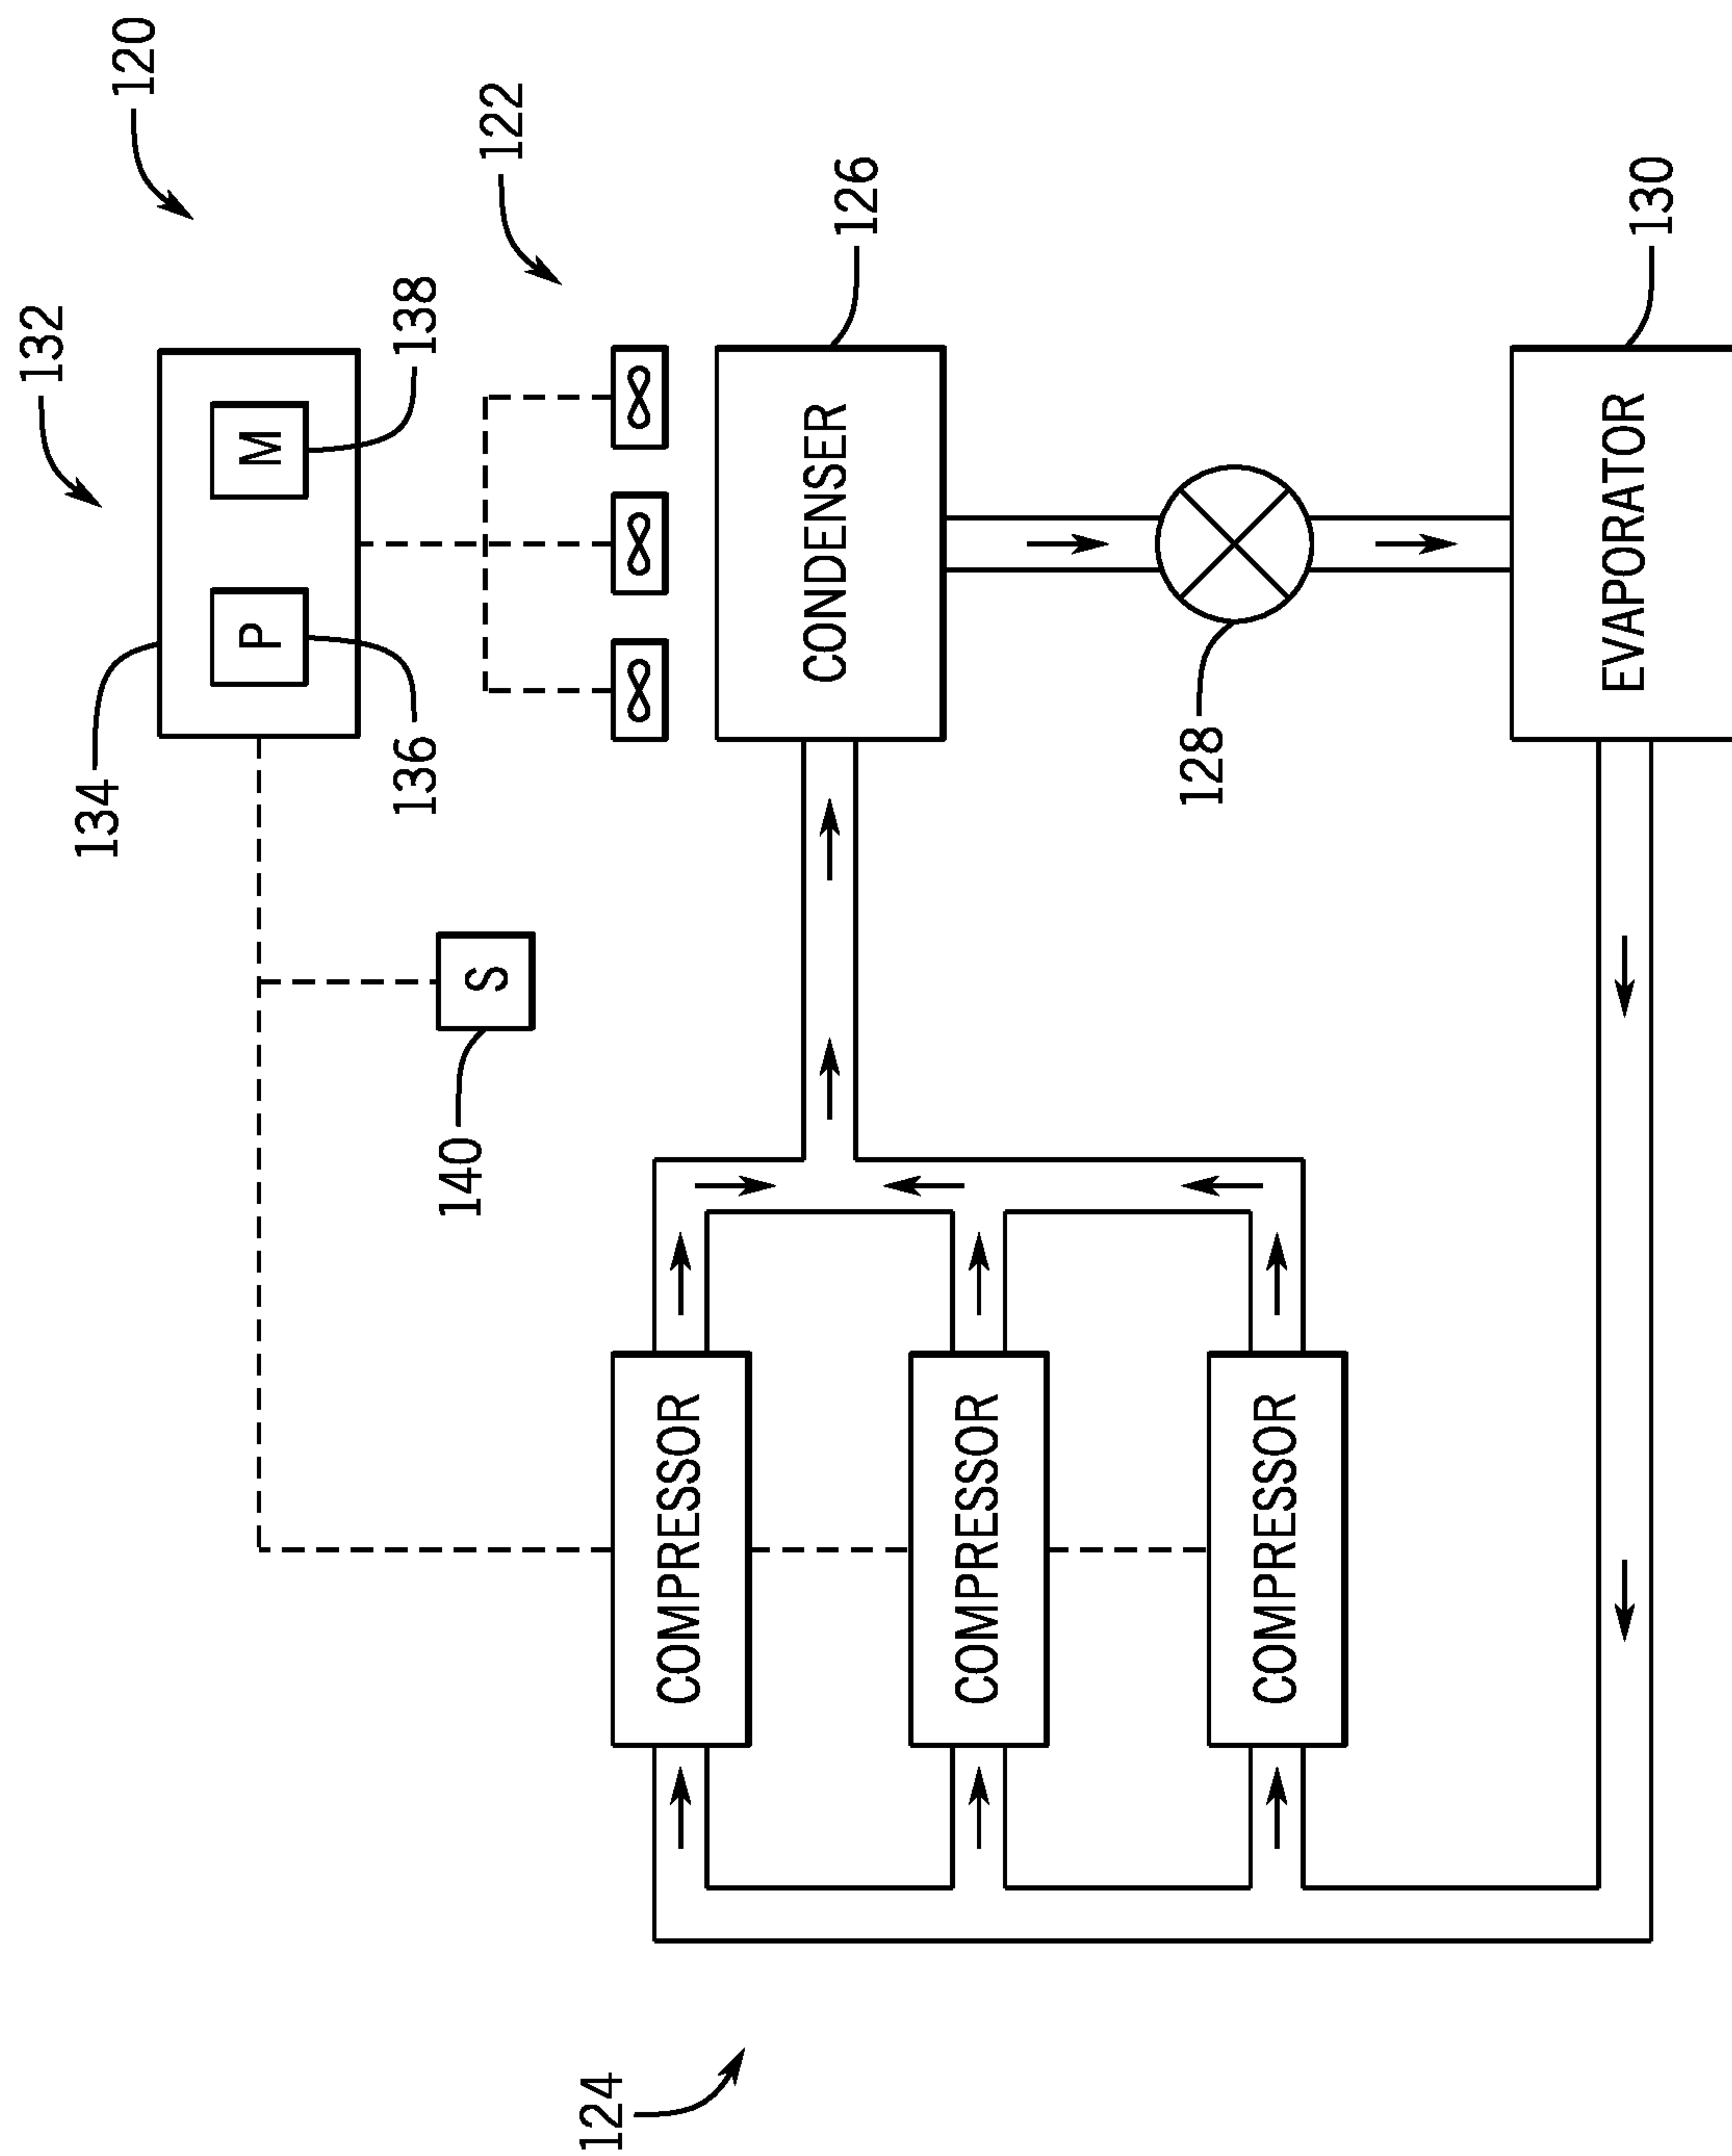 132
134
120
P
M
136
138
140
S
122
124
COMPRESSOR
CONDENSER
126
COMPRESSOR
128
COMPRESSOR
EVAPORATOR
130